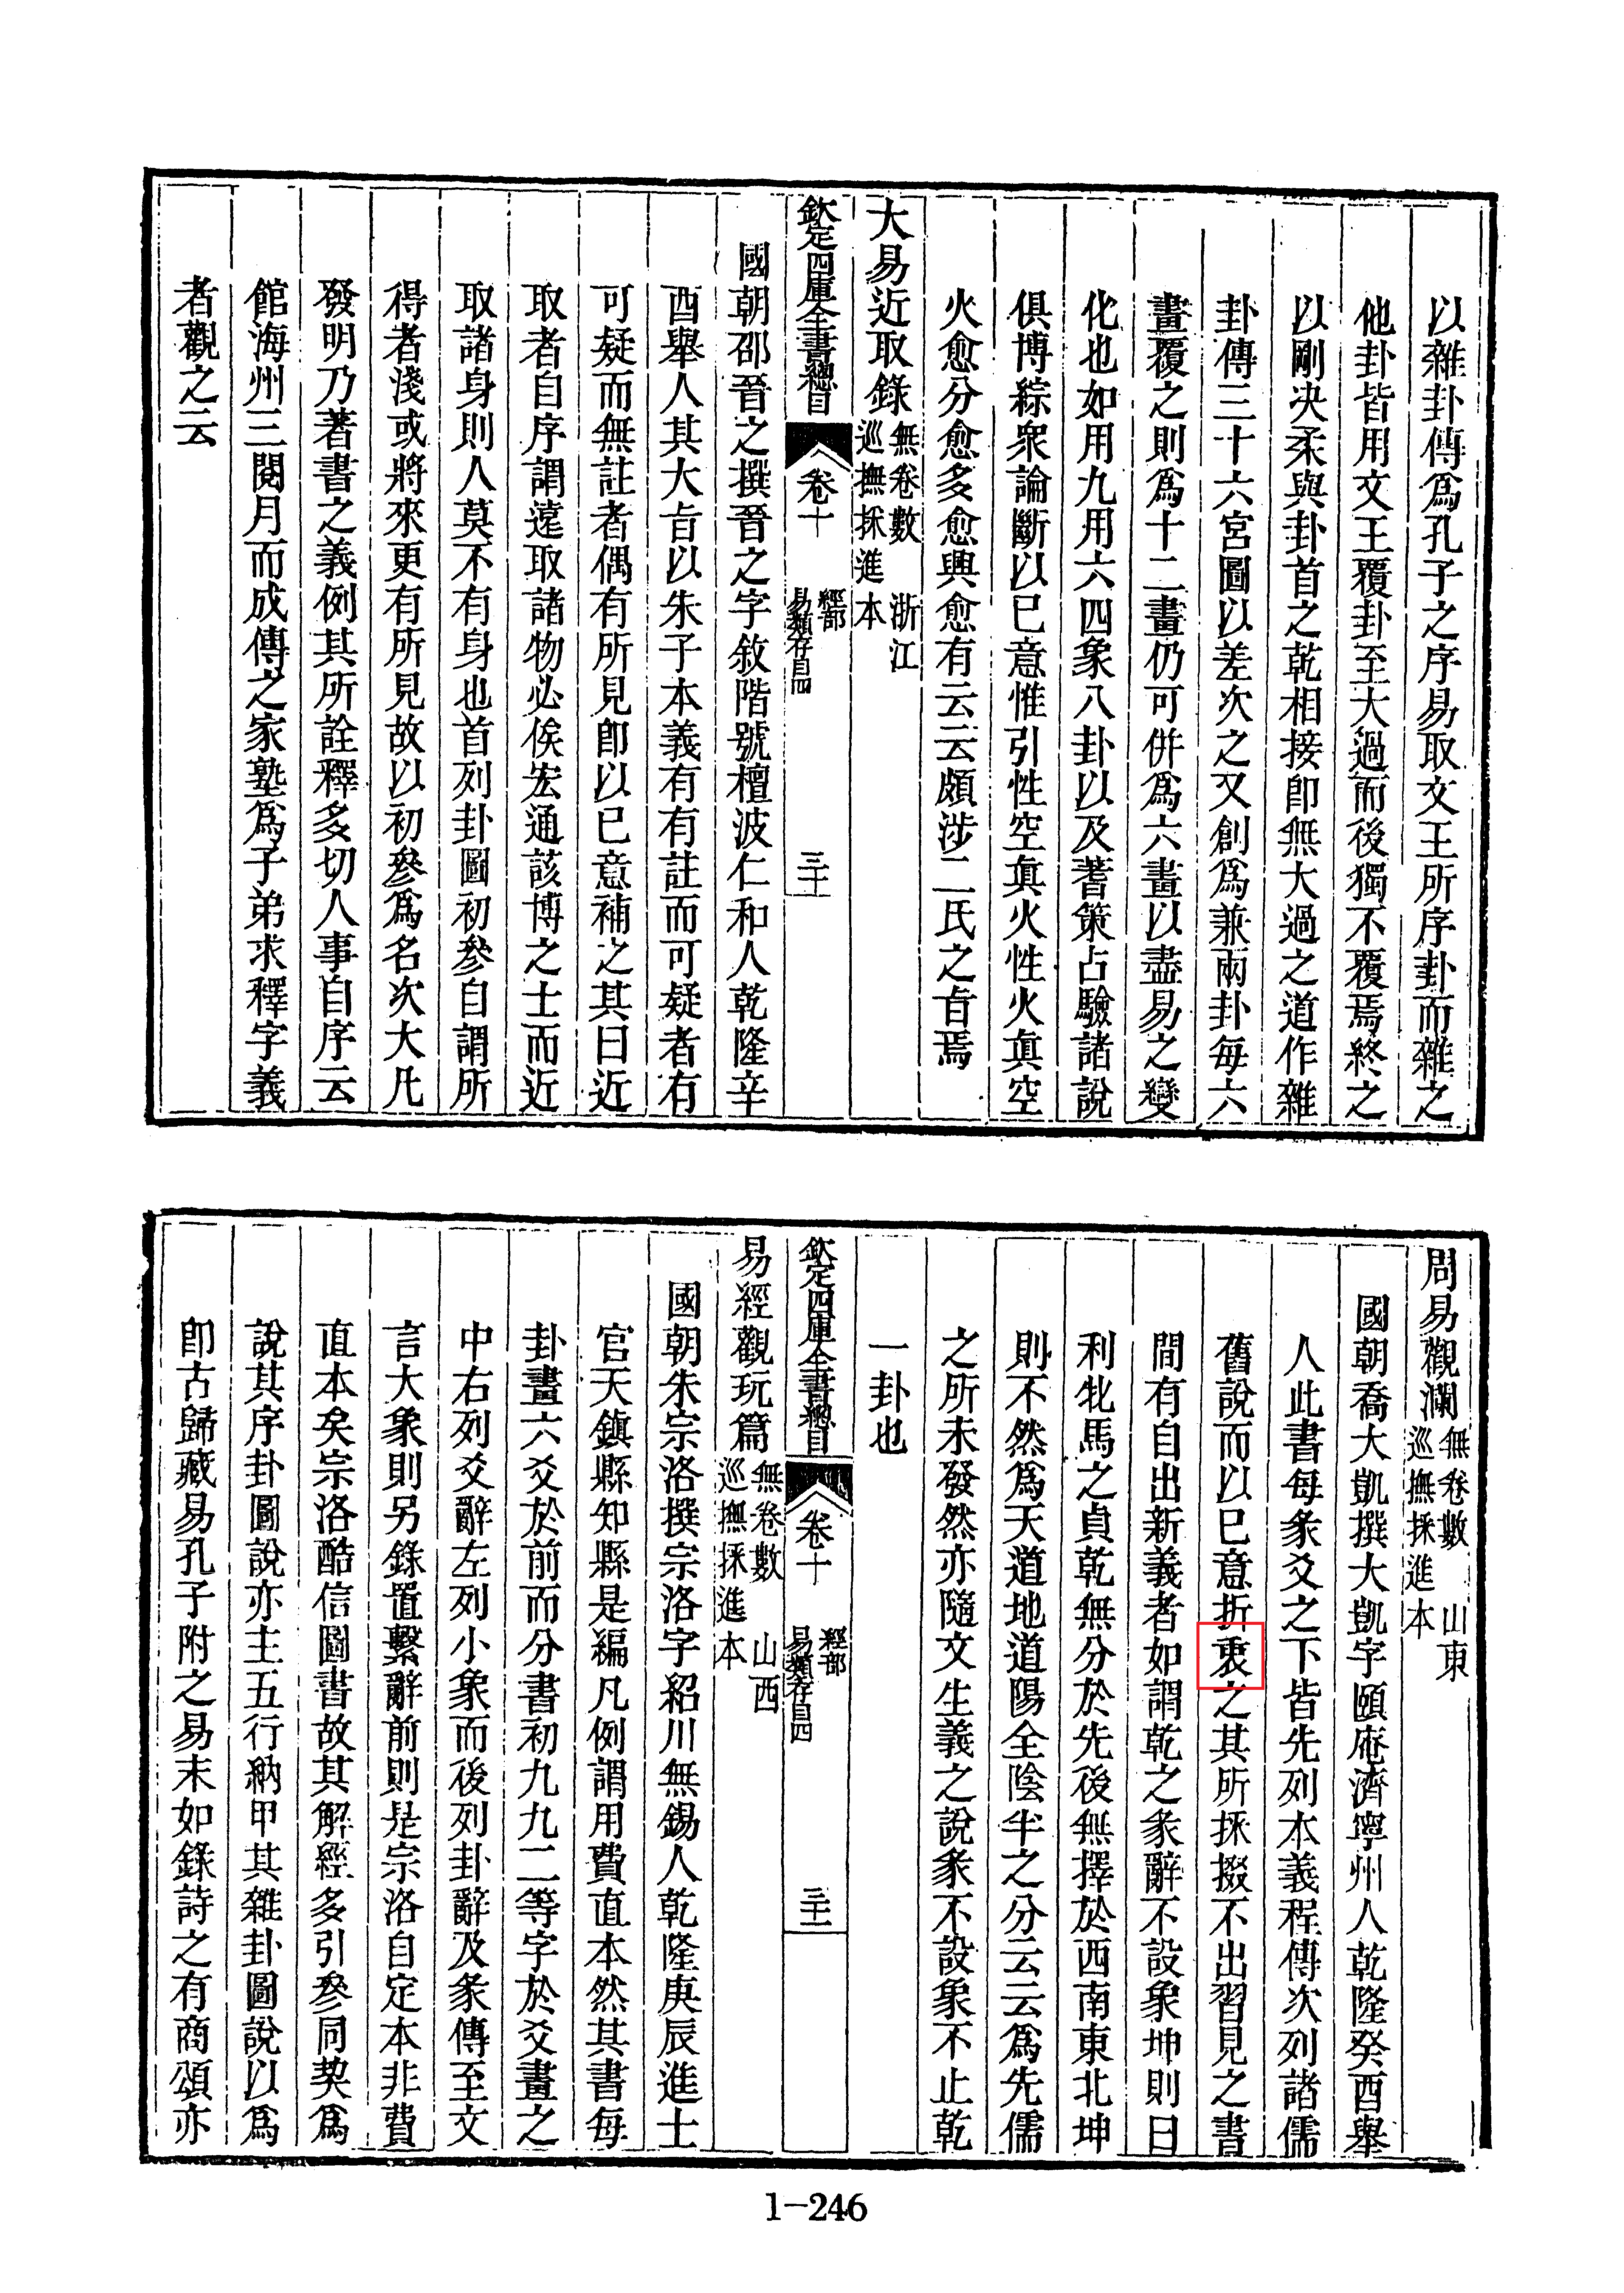 以雜卦傳爲孔子之序易取文王所序卦而雜之
他卦皆用文王覆卦至大過而後獨不覆焉終之
以剛決柔與卦首之乾相接卽無大過之道作雜
卦傳三十六宮圖以差次之又創爲兼兩卦每六
畫覆之則爲十二畫仍可併爲六畫以盡易之變
化也如用九用六四象八卦以及蓍策占驗諸說
俱博綜衆論斷以已意惟引性空眞火性火眞空
火愈分愈多愈興愈有云云頗涉二氏之旨焉
大易近取錄無卷數 浙江
巡撫採進本
欽定四庫全書總目 卷十 經部
易類存目四 三十
國朝邵晉之撰晉之字敘階號檀波仁和人乾隆辛
酉舉人其大旨以朱子本義有有註而可疑者有
可疑而無註者偶有所見卽以已意補之其曰近
取者自序謂遠取諸物必俟宏通該博之士而近
取諸身則人莫不有身也首列卦圖初參自謂所
得者淺或將來更有所見故以初參爲名次大凡
發明乃著書之義例其所詮釋多切人事自序云
館海州三閱月而成傳之家塾爲子弟求釋字義
者觀之云
周易觀瀾無卷數 山東
巡撫採進本
國朝喬大凱撰大凱字頤庵濟寧州人乾隆癸酉舉
人此書每彖爻之下皆先列本義程傳次列諸儒
舊說而以已意折衷之其所採掇不出習見之書
間有自出新義者如謂乾之彖辭不設象坤則曰
利牝馬之貞乾無分於先後無擇於西南東北坤
則不然爲天道地道陽全陰半之分云云爲先儒
之所未發然亦隨文生義之說彖不設象不止乾
一卦也
欽定四庫全書總目 卷十 經部
易類存目四 三十一
易經觀玩篇無卷數 山西
巡撫採進本
國朝朱宗洛撰宗洛字紹川無錫人乾隆庚辰進士
官天鎮縣知縣是編凡例謂用費直本然其書每
卦畫六爻於前而分書初九九二等字於爻畫之
中右列爻辭左列小象而後列卦辭及彖傳至文
言大象則另錄置繫辭前則是宗洛自定本非費
直本矣宗洛酷信圖書故其解經多引參同契爲
說其序卦圖說亦主五行納甲其雜卦圖說以爲
卽古歸藏易孔子附之易末如錄詩之有商頌亦
1-246